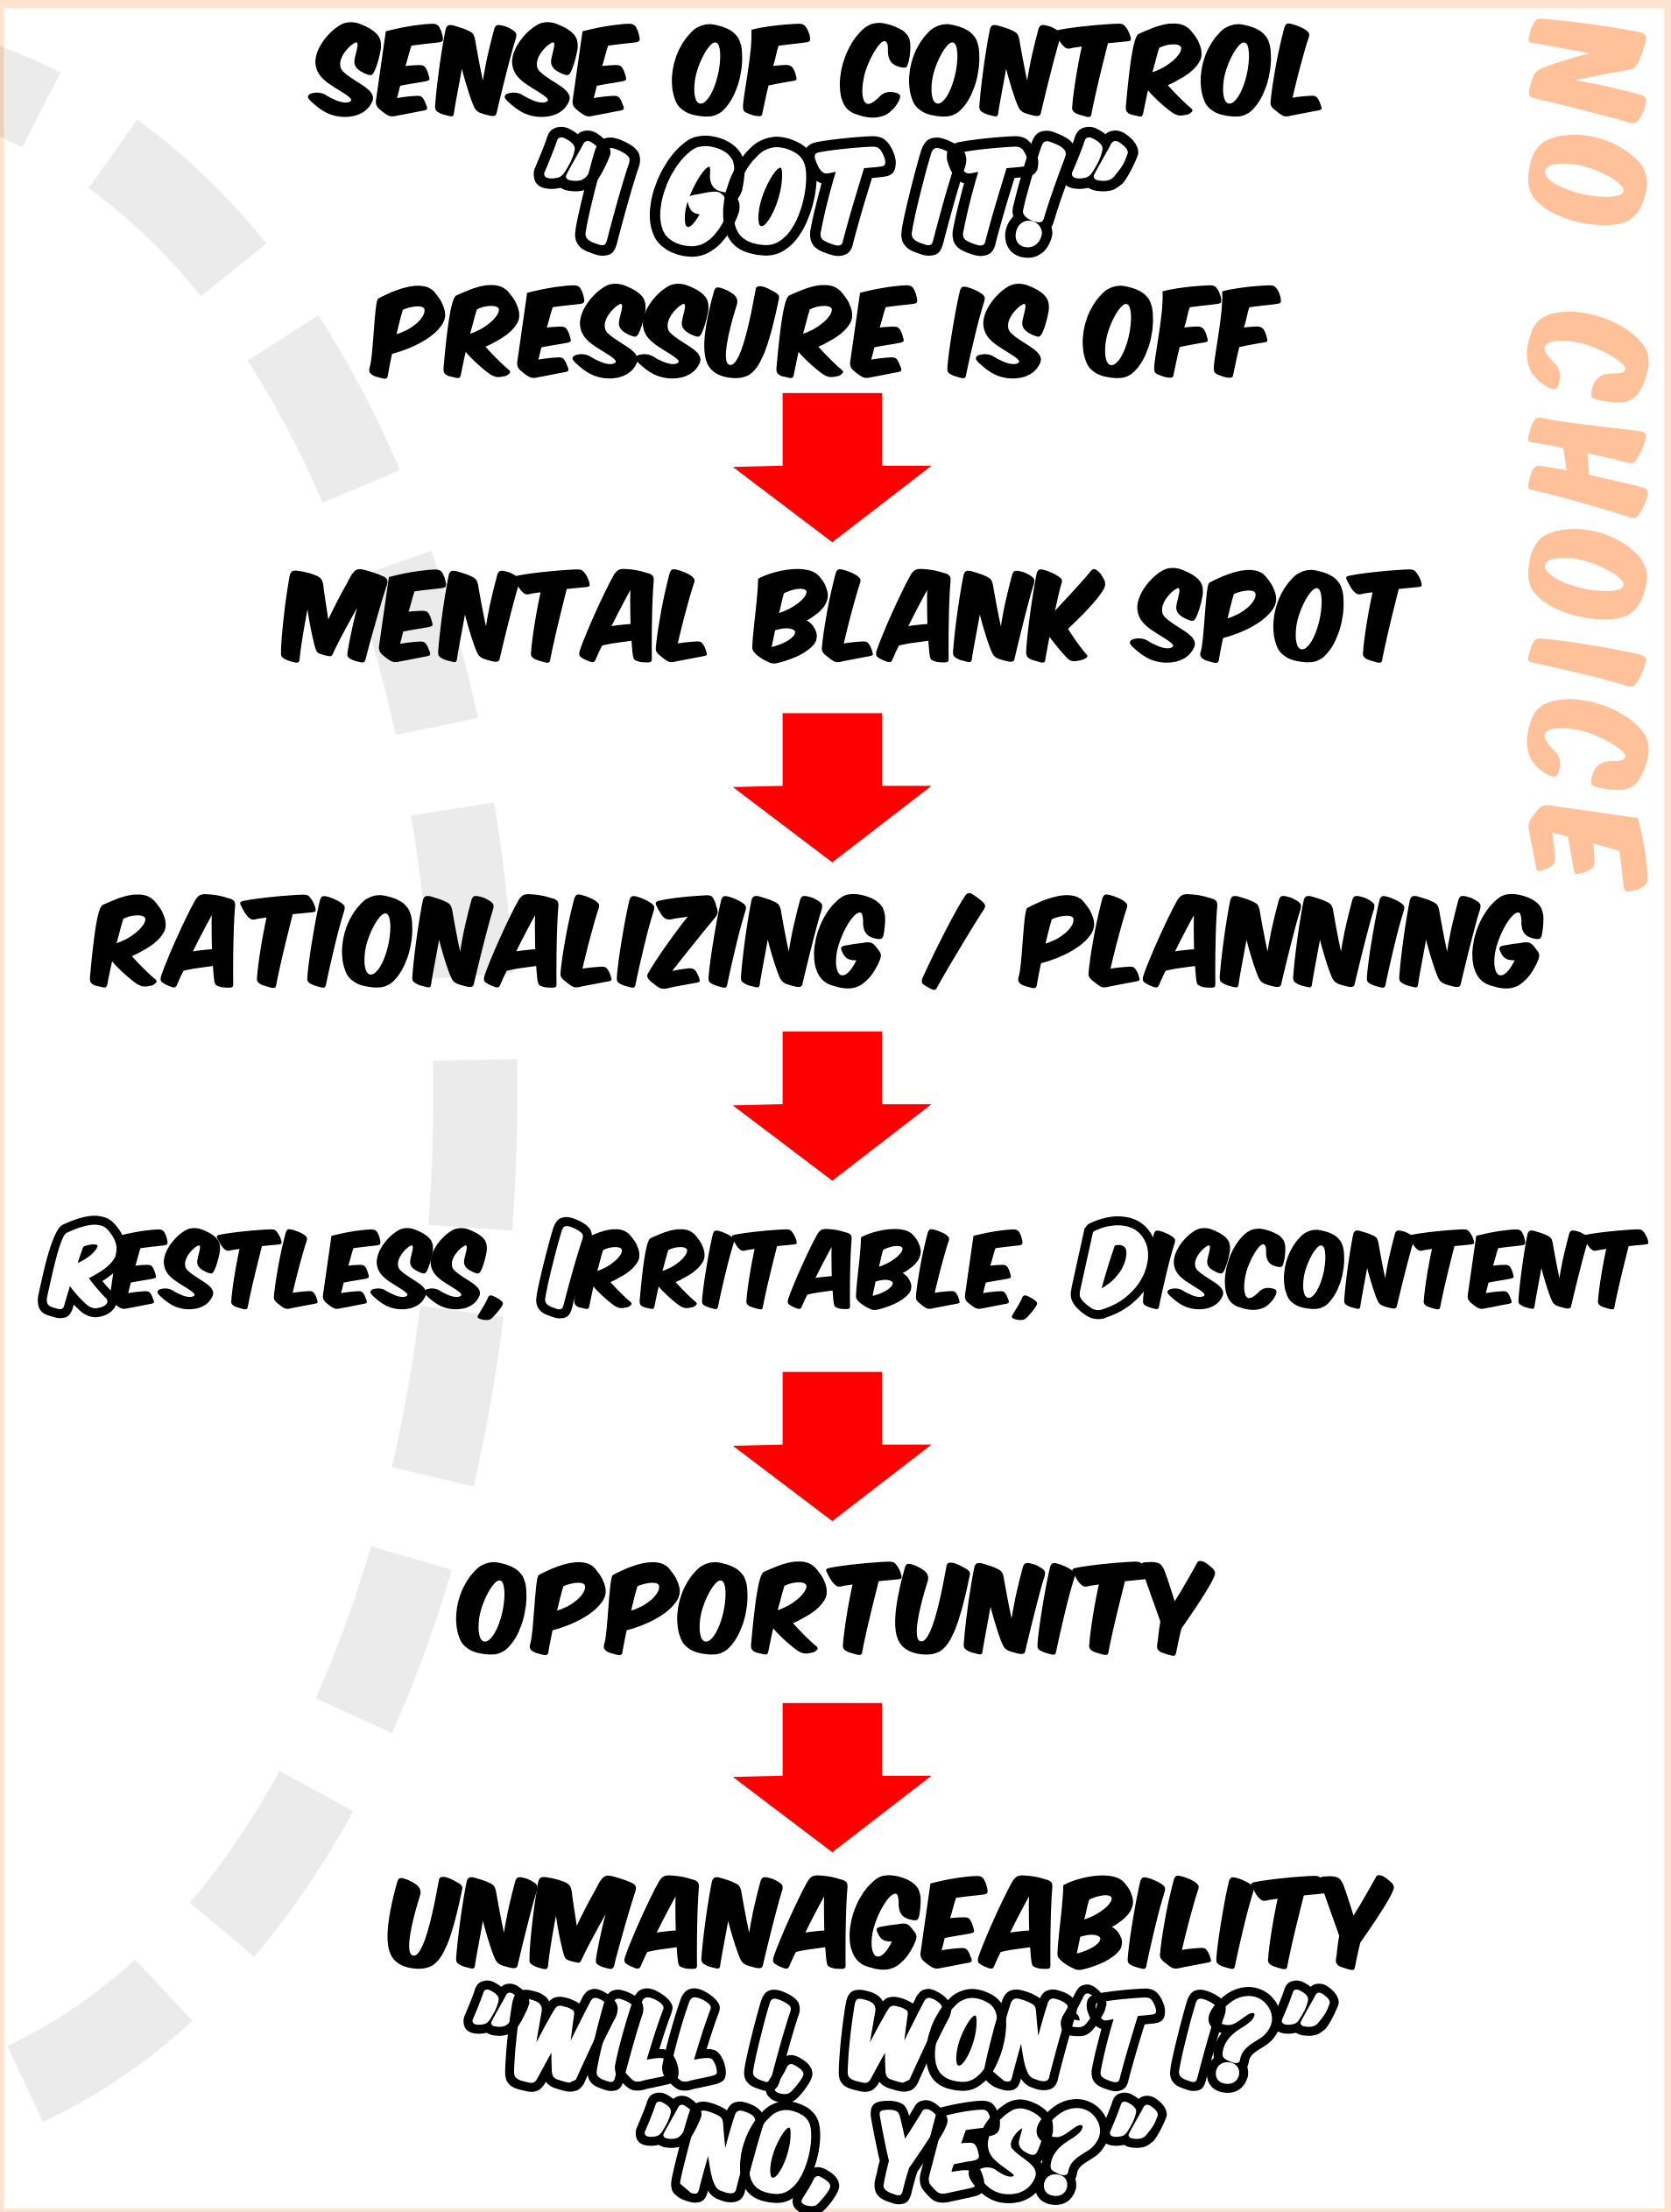 SENSE OF CONTROL
"I GOT IT!"
PRESSURE IS OFF
MENTAL BLANK SPOT
RATIONALIZING / PLANNING
RESTLESS, IRRITABLE, DISCONTENT
OPPORTUNITY
UNMANAGEABILITY
"WILL I, WON'T I?"
"NO, YES?"
NO CHOICE